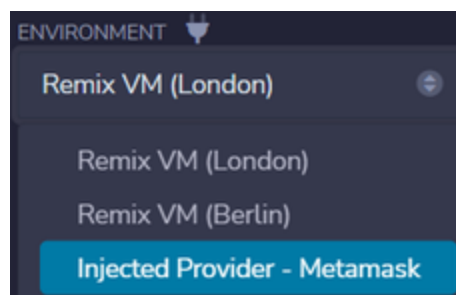 ENVIRONMENT
Remix VM (London)
Remix VM (London)
Remix VM (Berlin)
Injected Provider - Metamask